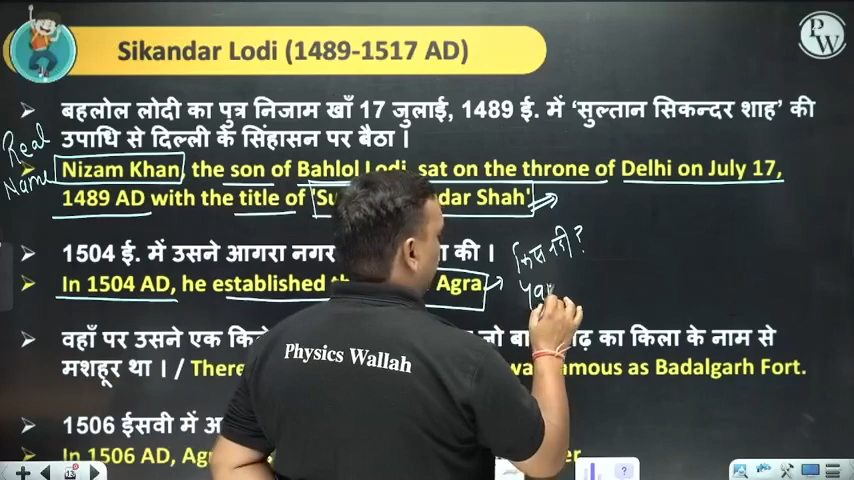 Sikandar Lodi (1489-1517 AD)
PW
बहलोल लोदी का पुत्र निजाम खाँ 17 जुलाई, 1489 ई. में ‘सुल्तान सिकन्दर शाह’ की
उपाधि से दिल्ली के सिंहासन पर बैठा ।
Real
Name
Nizam Khan, the son of Bahlol Lodi, sat on the throne of Delhi on July 17,
1489 AD with the title of 'Su dar Shah'
1504 ई. में उसने आगरा नगर की ।
In 1504 AD, he established Agra.
Physics Wallah
वहाँ पर उसने एक का किला के नाम से
मशहूर था । / There famous as Badalgarh Fort.
1506 ईसवी में
In 1506 AD,